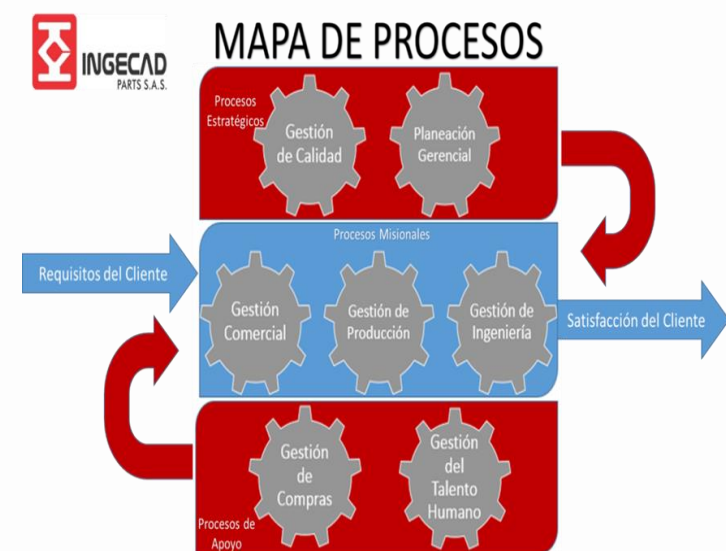 INGECAD
PARTS S.A.S.
MAPA DE PROCESOS
Procesos
Estratégicos
Gestión
de Calidad
Planeación
Gerencial
Procesos Misionales
Requisitos del Cliente
Gestión
Comercial
Gestión de
Producción
Gestión de
Ingeniería
Satisfacción del Cliente
Gestión
de
Compras
Gestión
del
Talento
Humano
Procesos de
Apoyo